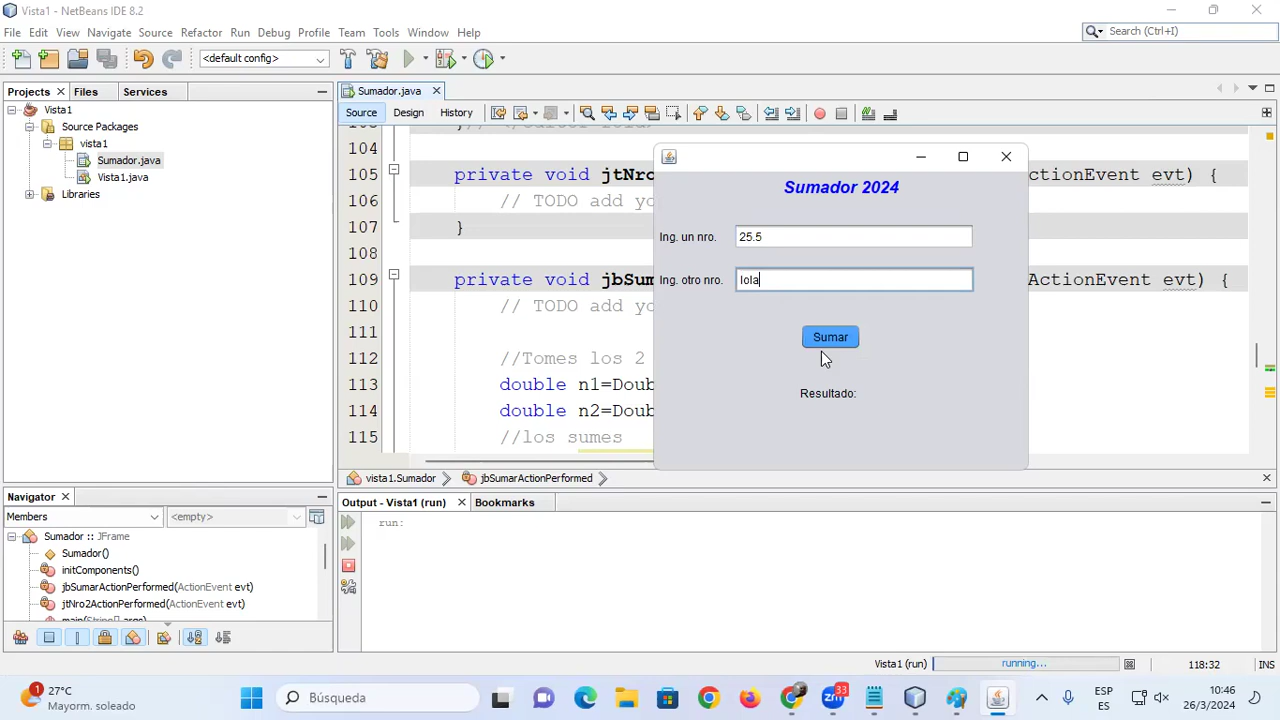 Vista1 - NetBeans IDE 8.2
File Edit View Navigate Source Refactor Run Debug Profile Team Tools Window Help
Search (Ctrl+I)
<default config>
Projects Files Services
Sumador.java
Source Design History
Vista1
Source Packages
vista1
Sumador.java
Vista1.java
Libraries
104
105 private void jtNro ctionEvent evt) {
106 // TODO add yo
107 }
108
109 private void jbSum ActionEvent evt) {
110 // TODO add yo
111
112 //Tomes los 2
113 double n1=Doub
114 double n2=Doub
115 //los sumes
Sumador 2024
Ing. un nro. 25.5
Ing. otro nro. lola
Sumar
Resultado:
vista1.Sumador jbSumarActionPerformed
Navigator
Members <empty>
Sumador :: JFrame
Sumador()
initComponents()
jbSumarActionPerformed(ActionEvent evt)
jtNro2ActionPerformed(ActionEvent evt)
main(String[] args)
Output - Vista1 (run) Bookmarks
run:
Vista1 (run) running... 118:32 INS
1 27°C
Mayorm. soleado
Búsqueda
33
ESP
ES
10:46
26/3/2024